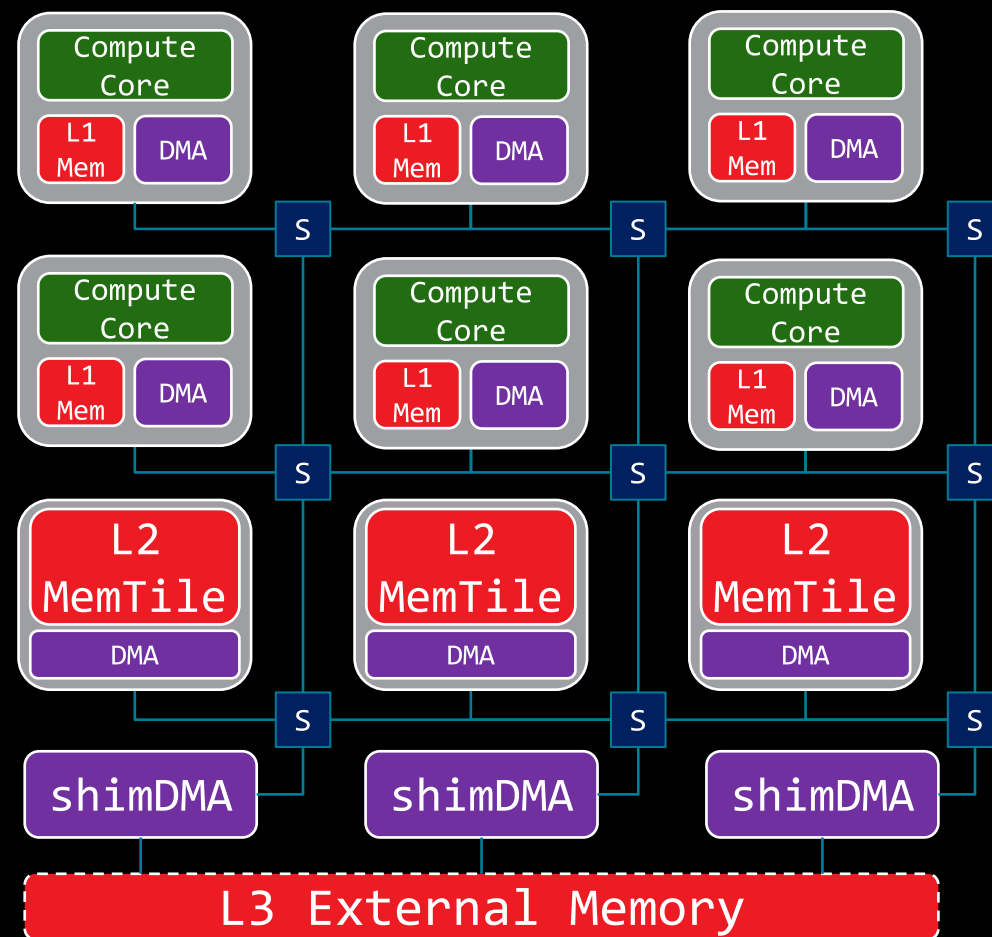 Compute
Core
L1
Mem
DMA
Compute
Core
L1
Mem
DMA
Compute
Core
L1
Mem
DMA
S
S
S
Compute
Core
L1
Mem
DMA
Compute
Core
L1
Mem
DMA
Compute
Core
L1
Mem
DMA
S
S
S
L2
MemTile
DMA
L2
MemTile
DMA
L2
MemTile
DMA
S
S
S
shimDMA
shimDMA
shimDMA
L3 External Memory